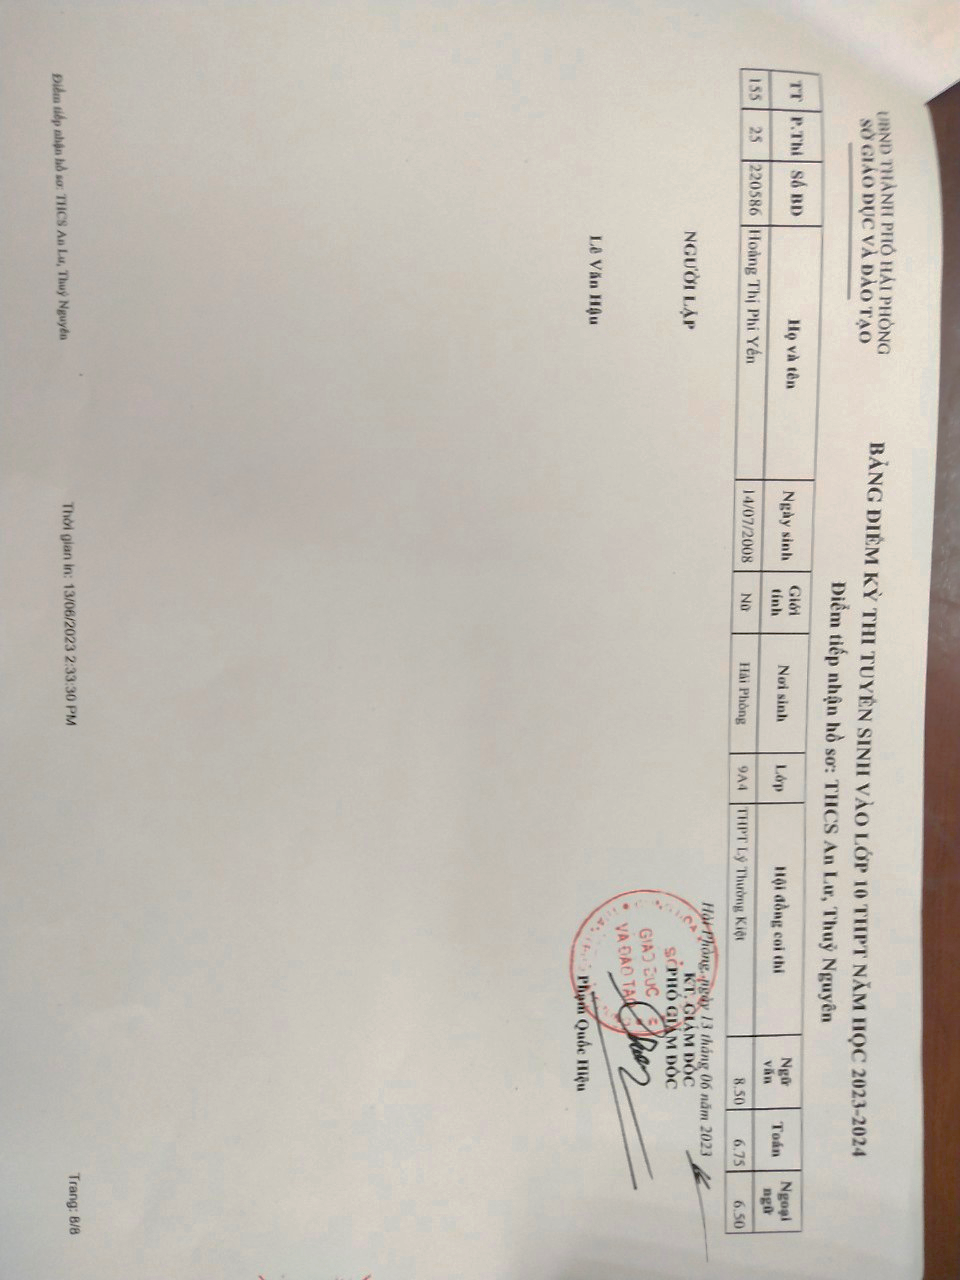 UBND THÀNH PHỐ HẢI PHÒNG
SỞ GIÁO DỤC VÀ ĐÀO TẠO
BẢNG ĐIỂM KỲ THI TUYỂN SINH VÀO LỚP 10 THPT NĂM HỌC 2023-2024
Điểm tiếp nhận hồ sơ: THCS An Lư, Thuỷ Nguyên
TT P.Thi Số BD Họ và tên Ngày sinh Giới tính Nơi sinh Lớp Hội đồng coi thi Ngữ văn Toán Ngoại ngữ
155 25 220586 Hoàng Thị Phi Yến 14/07/2008 Nữ Hải Phòng 9A4 THPT Lý Thường Kiệt 8.50 6.75 6.50
Hải Phòng, ngày 13 tháng 06 năm 2023
NGƯỜI LẬP
KT. GIÁM ĐỐC
PHÓ GIÁM ĐỐC
SỞ
GIÁO DỤC
VÀ ĐÀO TẠO
Lê Văn Hậu
Phạm Quốc Hiệu
Điểm tiếp nhận hồ sơ: THCS An Lư, Thuỷ Nguyên
Thời gian in: 13/06/2023 2:33:30 PM
Trang: 8/8